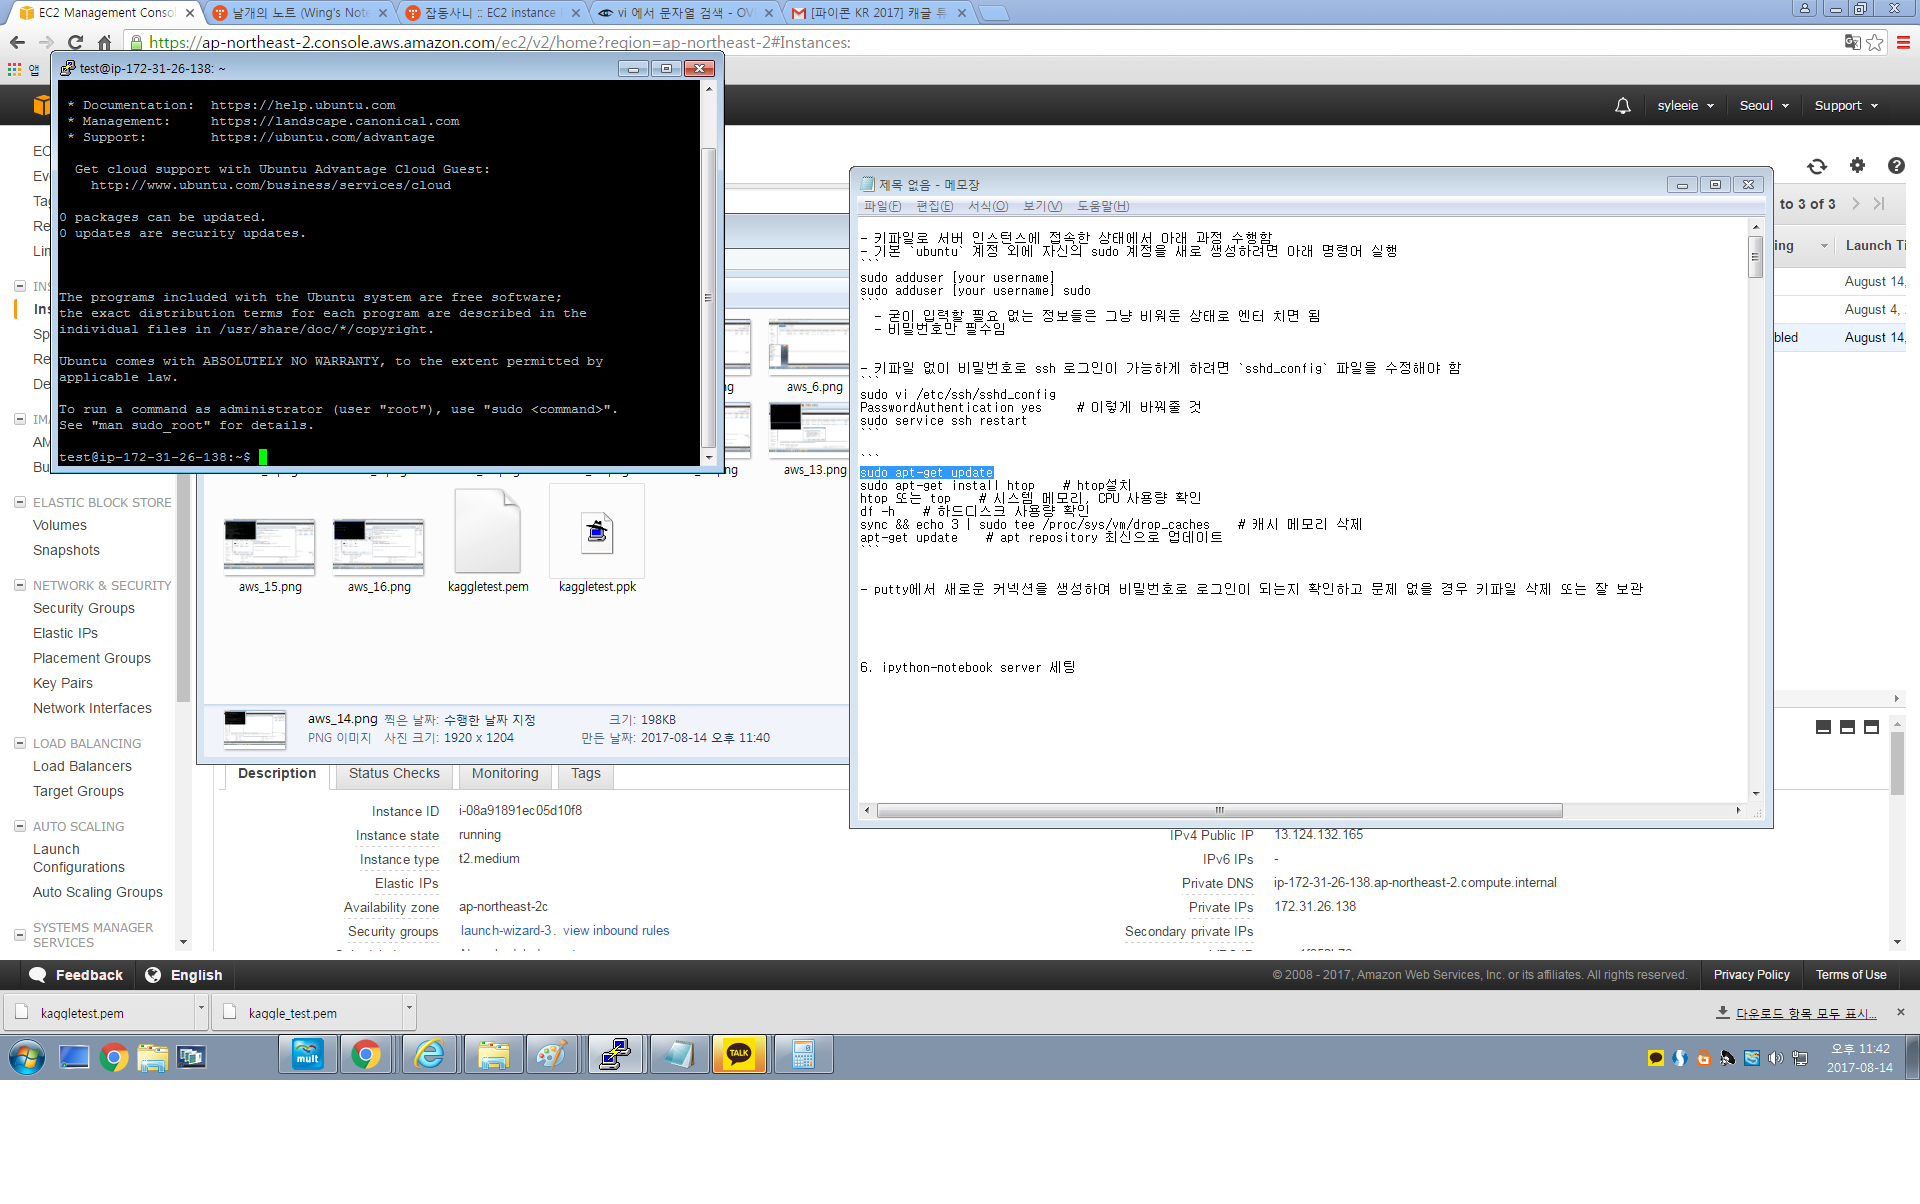 EC2 Management Consol
날개의 노트 (Wing's Note
잡동사니 :: EC2 instance
vi 에서 문자열 검색 - OV
[파이콘 KR 2017] 캐글 튜
https://ap-northeast-2.console.aws.amazon.com/ec2/v2/home?region=ap-northeast-2#Instances:
앱
test@ip-172-31-26-138: ~
* Documentation:  https://help.ubuntu.com
* Management:     https://landscape.canonical.com
* Support:        https://ubuntu.com/advantage
Get cloud support with Ubuntu Advantage Cloud Guest:
http://www.ubuntu.com/business/services/cloud
0 packages can be updated.
0 updates are security updates.
The programs included with the Ubuntu system are free software;
the exact distribution terms for each program are described in the
individual files in /usr/share/doc/*/copyright.
Ubuntu comes with ABSOLUTELY NO WARRANTY, to the extent permitted by
applicable law.
To run a command as administrator (user "root"), use "sudo <command>".
See "man sudo_root" for details.
test@ip-172-31-26-138:~$
syleeie
Seoul
Support
to 3 of 3
ing
Launch Ti
August 14,
August 4,
bled
August 14,
제목 없음 - 메모장
파일(F) 편집(E) 서식(O) 보기(V) 도움말(H)
- 키파일로 서버 인스턴스에 접속한 상태에서 아래 과정 수행함
- 기본 `ubuntu` 계정 외에 자신의 sudo 계정을 새로 생성하려면 아래 명령어 실행
```
sudo adduser [your username]
sudo adduser [your username] sudo
```
- 굳이 입력할 필요 없는 정보들은 그냥 비워둔 상태로 엔터 치면 됨
- 비밀번호만 필수임
- 키파일 없이 비밀번호로 ssh 로그인이 가능하게 하려면 `sshd_config` 파일을 수정해야 함
```
sudo vi /etc/ssh/sshd_config
PasswordAuthentication yes     # 이렇게 바꿔줄 것
sudo service ssh restart
```
```
sudo apt-get update
sudo apt-get install htop    # htop설치
htop 또는 top    # 시스템 메모리, CPU 사용량 확인
df -h    # 하드디스크 사용량 확인
sync && echo 3 | sudo tee /proc/sys/vm/drop_caches    # 캐시 메모리 삭제
apt-get update    # apt repository 최신으로 업데이트
```
- putty에서 새로운 커넥션을 생성하여 비밀번호로 로그인이 되는지 확인하고 문제 없을 경우 키파일 삭제 또는 잘 보관
6. ipython-notebook server 세팅
EC
Ev
Tag
Re
Lim
INS
Ins
Sp
Re
De
IMA
AM
Bu
ELASTIC BLOCK STORE
Volumes
Snapshots
NETWORK & SECURITY
Security Groups
Elastic IPs
Placement Groups
Key Pairs
Network Interfaces
LOAD BALANCING
Load Balancers
Target Groups
AUTO SCALING
Launch
Configurations
Auto Scaling Groups
SYSTEMS MANAGER
SERVICES
ng
aws_6.png
.png
aws_13.png
aws_15.png
aws_16.png
kaggletest.pem
kaggletest.ppk
aws_14.png 찍은 날짜: 수행한 날짜 지정 크기: 198KB
PNG 이미지 사진 크기: 1920 x 1204 만든 날짜: 2017-08-14 오후 11:40
Description
Status Checks
Monitoring
Tags
Instance ID i-08a91891ec05d10f8
Instance state running
Instance type t2.medium
Elastic IPs
Availability zone ap-northeast-2c
Security groups launch-wizard-3. view inbound rules
IPv4 Public IP 13.124.132.165
IPv6 IPs -
Private DNS ip-172-31-26-138.ap-northeast-2.compute.internal
Private IPs 172.31.26.138
Secondary private IPs
Feedback
English
© 2008 - 2017, Amazon Web Services, Inc. or its affiliates. All rights reserved.
Privacy Policy
Terms of Use
kaggletest.pem
kaggle_test.pem
다운로드 항목 모두 표시...
mult
TALK
오후 11:42
2017-08-14